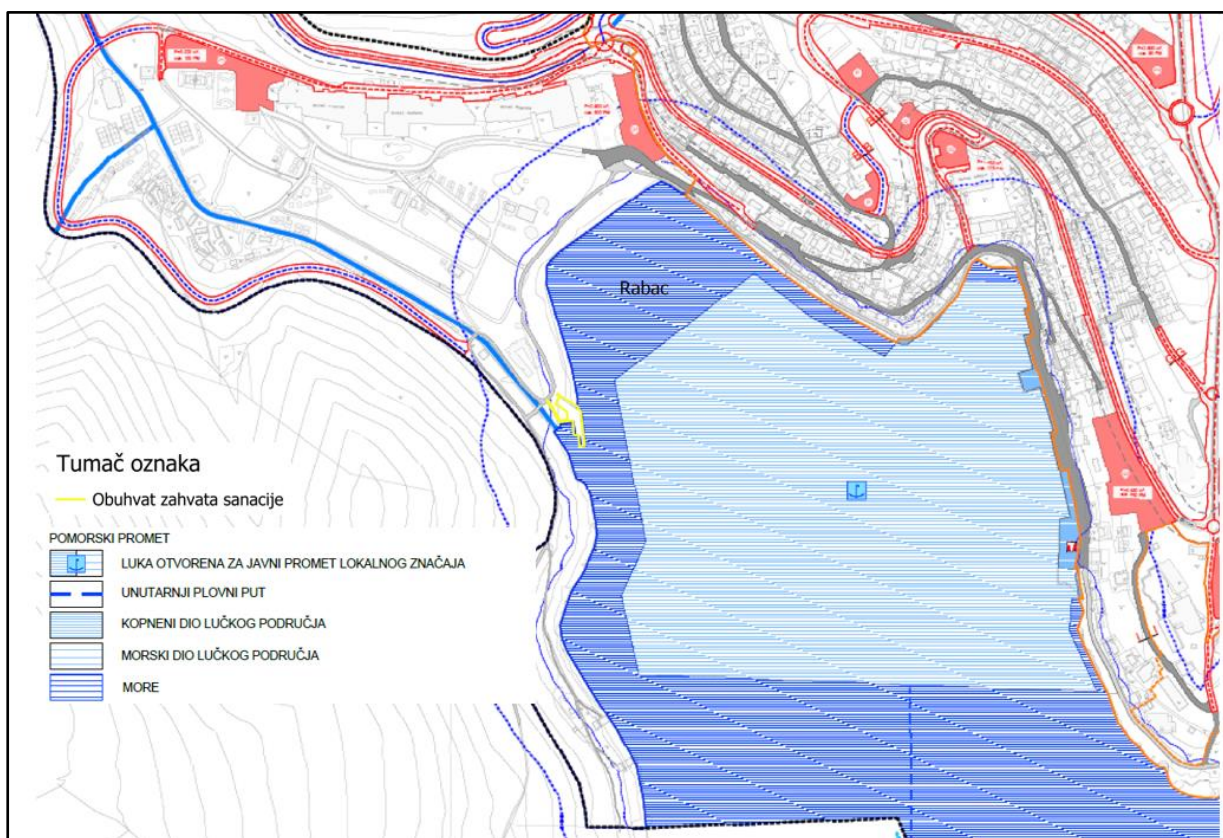 Rabac
Tumač oznaka
Obuhvat zahvata sanacije
POMORSKI PROMET
LUKA OTVORENA ZA JAVNI PROMET LOKALNOG ZNAČAJA
UNUTARNJI PLOVNI PUT
KOPNENI DIO LUČKOG PODRUČJA
MORSKI DIO LUČKOG PODRUČJA
MORE